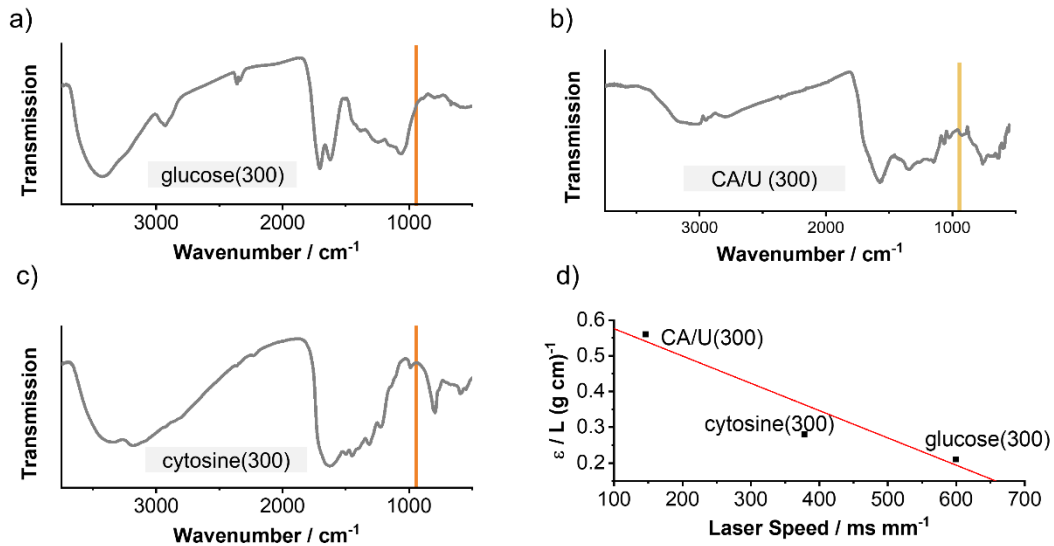 a)
Transmission
glucose(300)
3000 2000 1000
Wavenumber / cm⁻¹
b)
Transmission
CA/U (300)
3000 2000 1000
Wavenumber / cm⁻¹
c)
Transmission
cytosine(300)
3000 2000 1000
Wavenumber / cm⁻¹
d)
ε / L (g cm)⁻¹
0.6
0.5
0.4
0.3
0.2
CA/U(300)
cytosine(300)
glucose(300)
100 200 300 400 500 600 700
Laser Speed / ms mm⁻¹